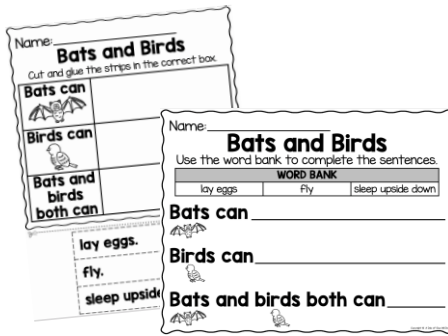 Name:
Bats and Birds
Cut and glue the strips in the correct box.
Bats can
Birds can
Bats and
birds
both can
lay eggs.
fly.
sleep upside
Name:
Bats and Birds
Use the word bank to complete the sentences.
WORD BANK
lay eggs fly sleep upside down
Bats can
Birds can
Bats and birds both can